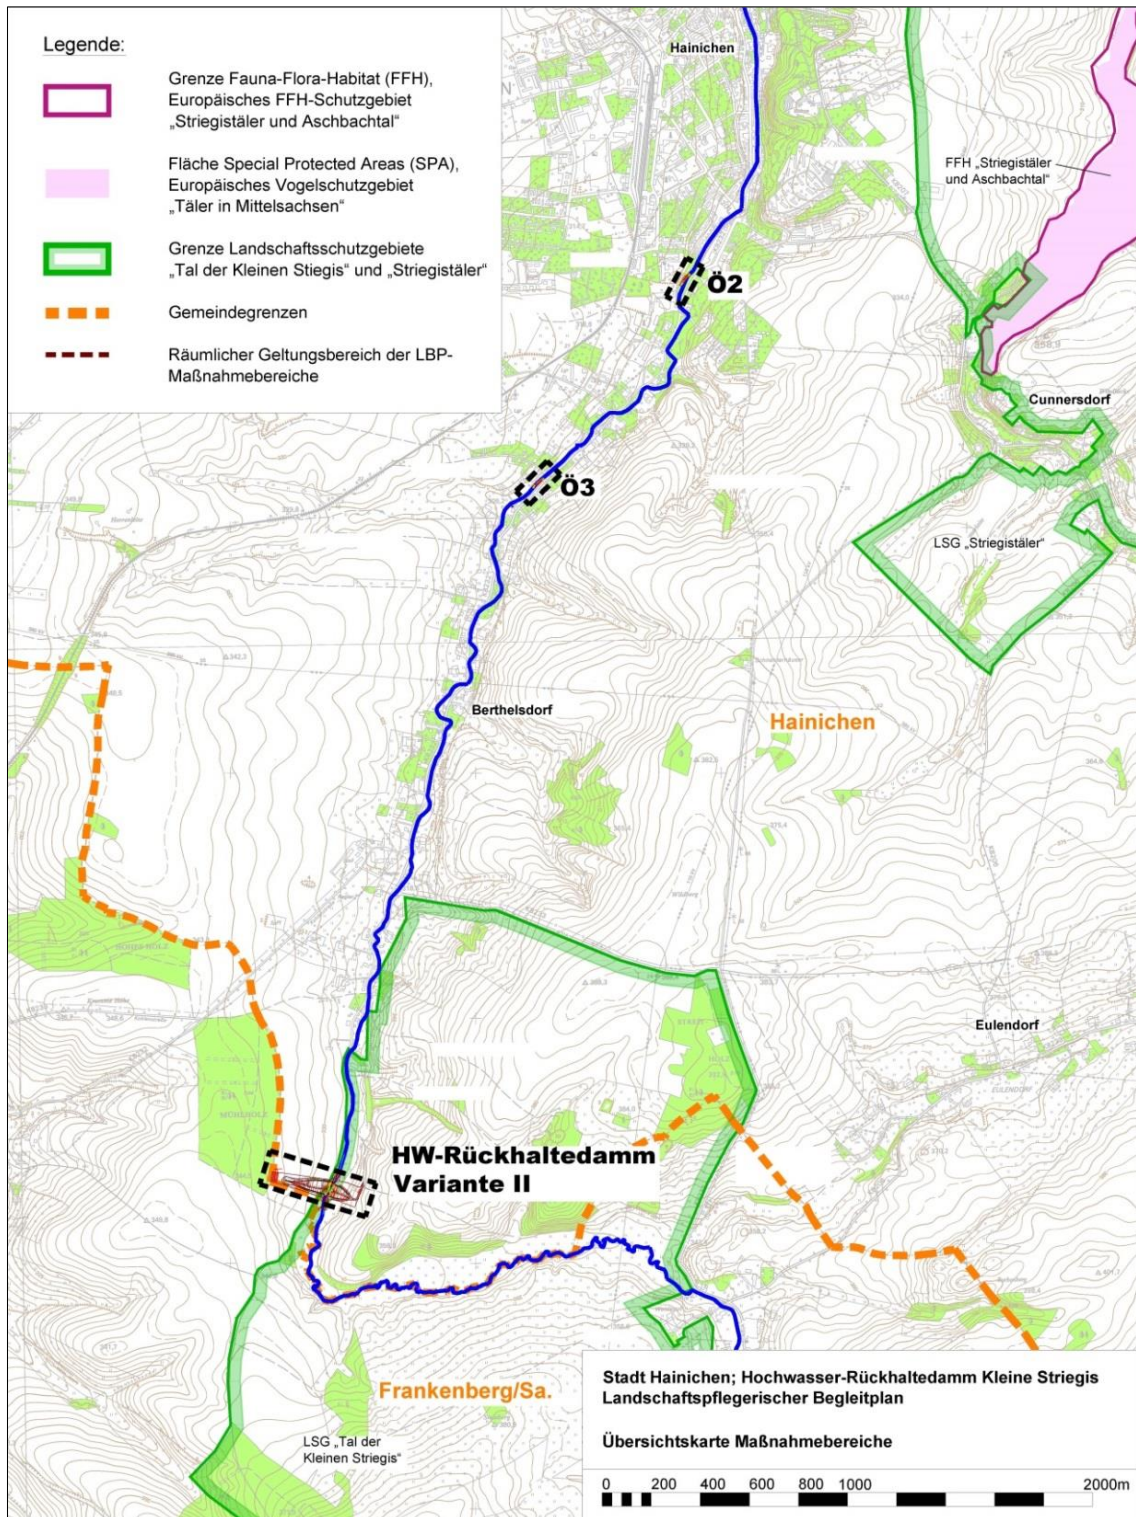 Legende:
Grenze Fauna-Flora-Habitat (FFH),
Europäisches FFH-Schutzgebiet
„Striegistäler und Aschbachtal“
Fläche Special Protected Areas (SPA),
Europäisches Vogelschutzgebiet
„Täler in Mittelsachsen“
Grenze Landschaftsschutzgebiete
„Tal der Kleinen Stiegis“ und „Striegistäler“
Gemeindegrenzen
Räumlicher Geltungsbereich der LBP-
Maßnahmebereiche
Hainichen
FFH „Striegistäler
und Aschbachtal“
Ö2
Cunnersdorf
Ö3
LSG „Striegistäler“
Berthelsdorf
Hainichen
Eulendorf
EULENDORF
HW-Rückhaltedamm
Variante II
Frankenberg/Sa.
LSG „Tal der
Kleinen Striegis“
Stadt Hainichen; Hochwasser-Rückhaltedamm Kleine Striegis
Landschaftspflegerischer Begleitplan
Übersichtskarte Maßnahmebereiche
0 200 400 600 800 1000 2000m